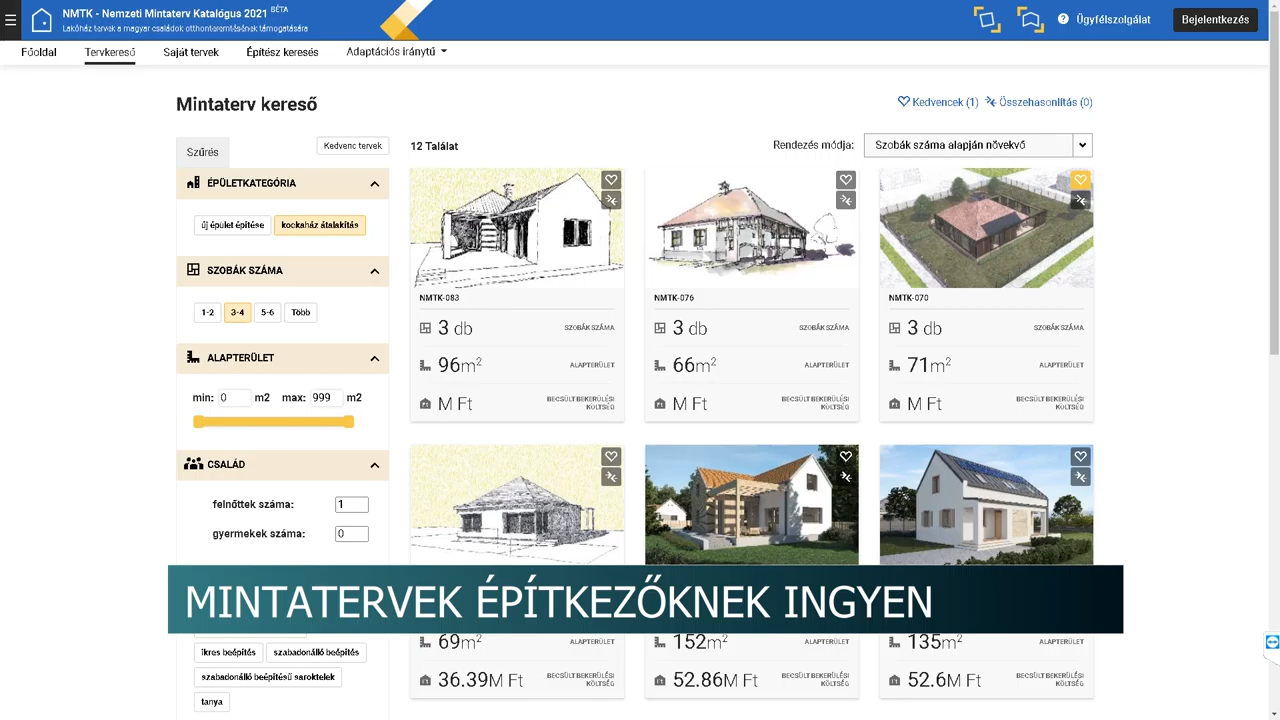 NMTK - Nemzeti Mintaterv Katalógus 2021 BÉTA
Lakóház tervek a magyar családok otthonteremtésének támogatására
Ügyfélszolgálat
Bejelentkezés
Főoldal
Tervkereső
Saját tervek
Építész keresés
Adaptációs iránytű
Mintaterv kereső
Kedvencek (1)
Összehasonlítás (0)
Szűrés
Kedvenc tervek
12 Találat
Rendezés módja:
Szobák száma alapján növekvő
ÉPÜLETKATEGÓRIA
új épület építése
kockaház átalakítás
SZOBÁK SZÁMA
1-2
3-4
5-6
Több
ALAPTERÜLET
min: 0 m2 max: 999 m2
CSALÁD
felnőttek száma: 1
gyermekek száma: 0
ikres beépítés
szabadonálló beépítés
szabadonálló beépítésű saroktelek
tanya
NMTK-083
3 db
SZOBÁK SZÁMA
96m2
ALAPTERÜLET
M Ft
BECSÜLT BEKERÜLÉSI
KÖLTSÉG
NMTK-076
3 db
SZOBÁK SZÁMA
66m2
ALAPTERÜLET
M Ft
BECSÜLT BEKERÜLÉSI
KÖLTSÉG
NMTK-070
3 db
SZOBÁK SZÁMA
71m2
ALAPTERÜLET
M Ft
BECSÜLT BEKERÜLÉSI
KÖLTSÉG
MINTATERVEK ÉPÍTKEZŐKNEK INGYEN
69m2
ALAPTERÜLET
36.39M Ft
BECSÜLT BEKERÜLÉSI
KÖLTSÉG
152m2
ALAPTERÜLET
52.86M Ft
BECSÜLT BEKERÜLÉSI
KÖLTSÉG
135m2
ALAPTERÜLET
52.6M Ft
BECSÜLT BEKERÜLÉSI
KÖLTSÉG